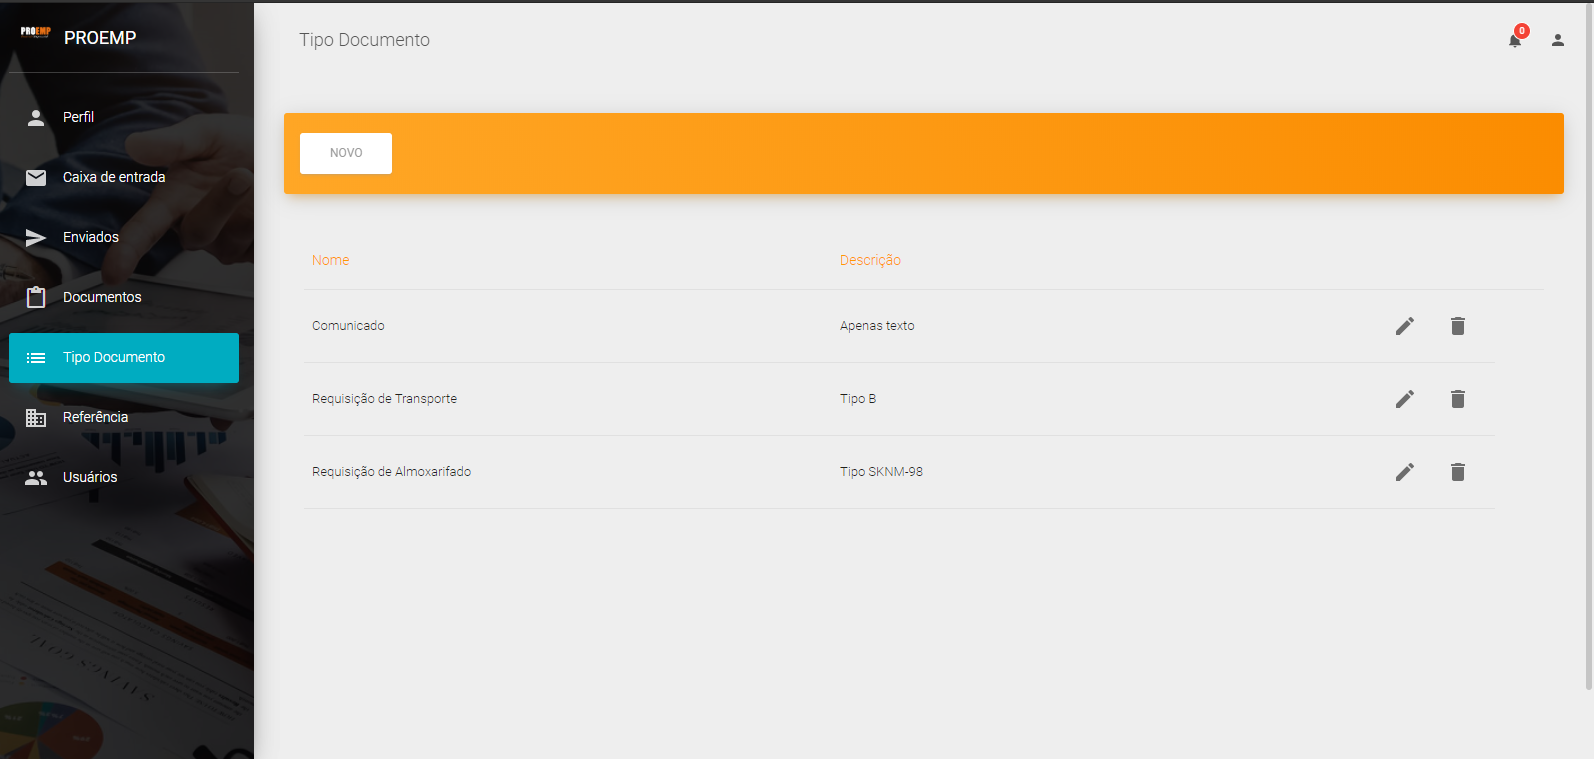 PROEMP
PROEMP
Tipo Documento
0
Perfil
Caixa de entrada
Enviados
Documentos
Tipo Documento
Referência
Usuários
NOVO
Nome Descrição
Comunicado Apenas texto
Requisição de Transporte Tipo B
Requisição de Almoxarifado Tipo SKNM-98